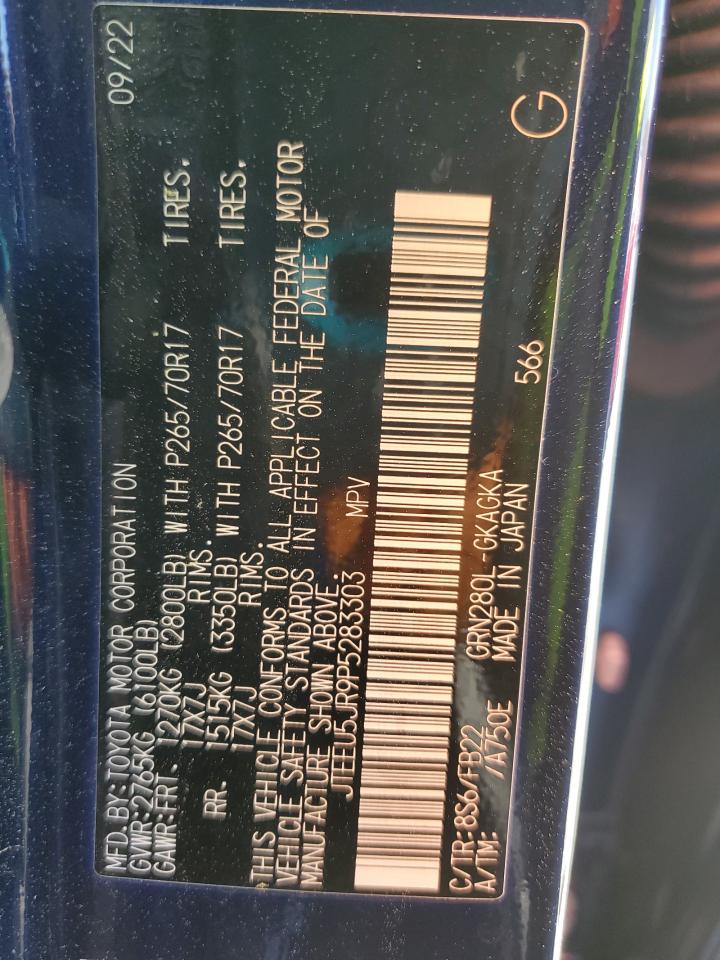 MFD. BY: TOYOTA MOTOR CORPORATION 09/22
GVWR: 2765KG (6100LB)
GAWR: FRT. 1270KG (2800LB) WITH P265/70R17 TIRES.
17X7J RIMS.
RR. 1515KG (3350LB) WITH P265/70R17 TIRES.
17X7J RIMS.
THIS VEHICLE CONFORMS TO ALL APPLICABLE FEDERAL MOTOR
VEHICLE SAFETY STANDARDS IN EFFECT ON THE DATE OF
MANUFACTURE SHOWN ABOVE.
JTEEU5JR9P5283303 MPV
C/TR: 8S6/FB22 GRN280L-GKAGKA
A/TM: /A750E MADE IN JAPAN 566 G